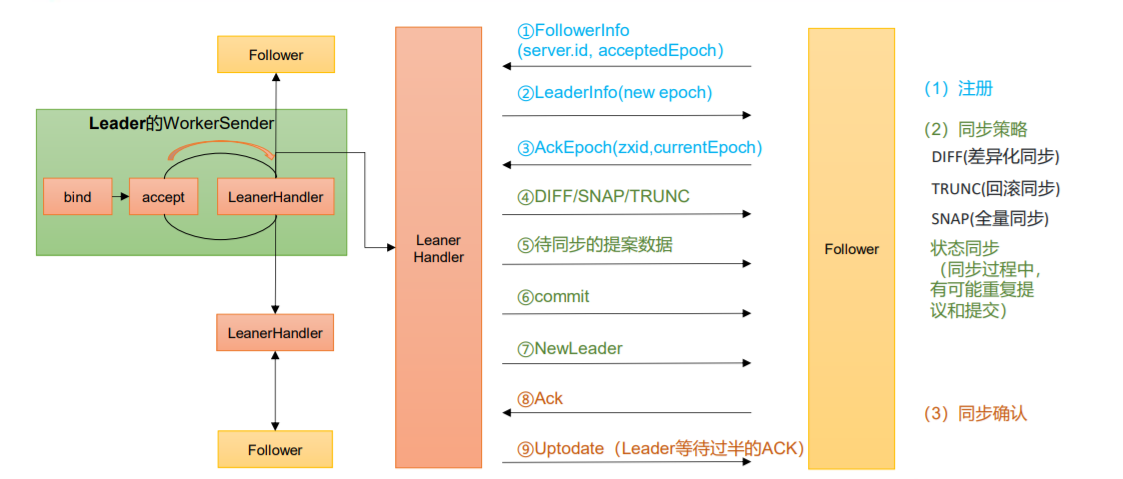 Follower
Leader的WorkerSender
bind
accept
LeanerHandler
LeanerHandler
Follower
Leaner
Handler
①FollowerInfo
(server.id, acceptedEpoch)
②LeaderInfo(new epoch)
③AckEpoch(zxid,currentEpoch)
④DIFF/SNAP/TRUNC
⑤待同步的提案数据
⑥commit
⑦NewLeader
⑧Ack
⑨Uptodate（Leader等待过半的ACK）
Follower
（1）注册
（2）同步策略
DIFF(差异化同步)
TRUNC(回滚同步)
SNAP(全量同步)
状态同步
（同步过程中，
有可能重复提
议和提交）
（3）同步确认